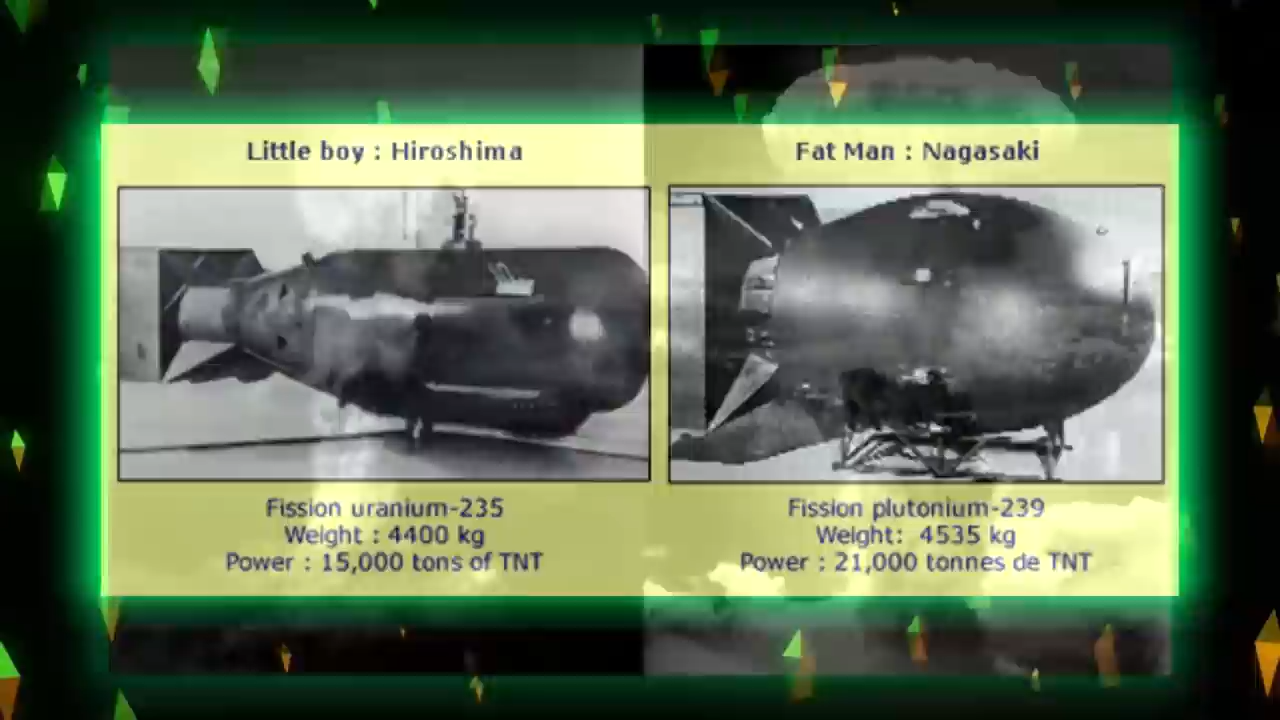 Little boy : Hiroshima
Fat Man : Nagasaki
Fission uranium-235
Weight : 4400 kg
Power : 15,000 tons of TNT
Fission plutonium-239
Weight: 4535 kg
Power : 21,000 tonnes de TNT